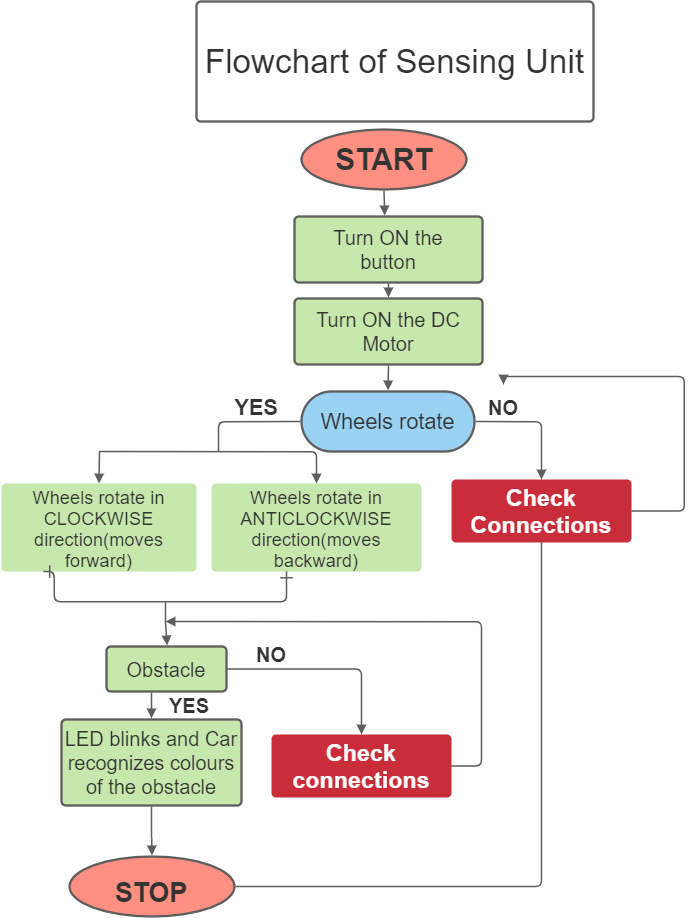 Flowchart of Sensing Unit
START
Turn ON the
button
Turn ON the DC
Motor
YES
Wheels rotate
NO
Wheels rotate in
CLOCKWISE
direction(moves
forward)
Wheels rotate in
ANTICLOCKWISE
direction(moves
backward)
Check
Connections
Obstacle
NO
YES
LED blinks and Car
recognizes colours
of the obstacle
Check
connections
STOP